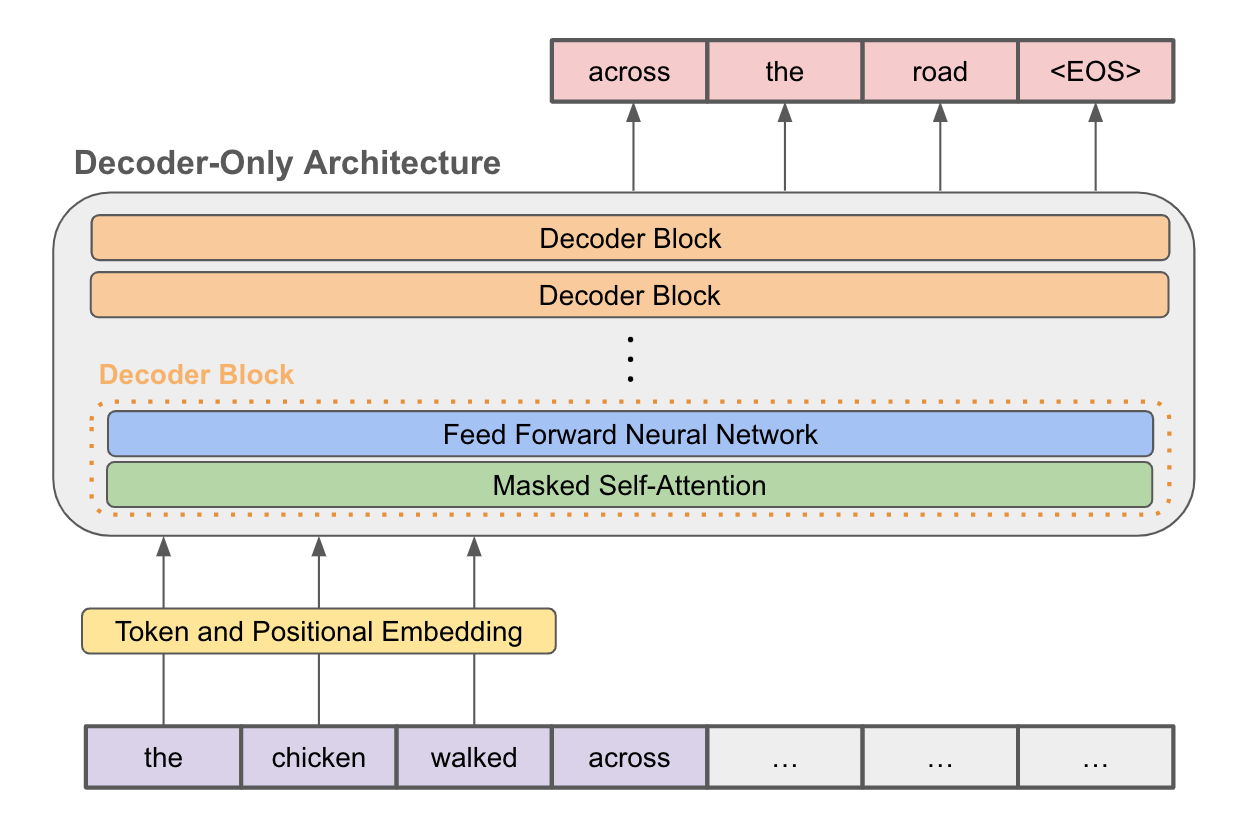 across the road <EOS>
Decoder-Only Architecture
Decoder Block
Decoder Block
Decoder Block
Feed Forward Neural Network
Masked Self-Attention
Token and Positional Embedding
the chicken walked across ... ... ...